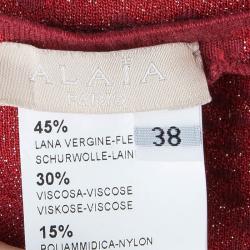 ALAÏA
PARIS
45%
LANA VERGINE-FLE
SCHURWOLLE-LAIN
38
30%
VISCOSA-VISCOSE
VISKOSE-VISCOSE
15%
POLIAMMIDICA-NYLON